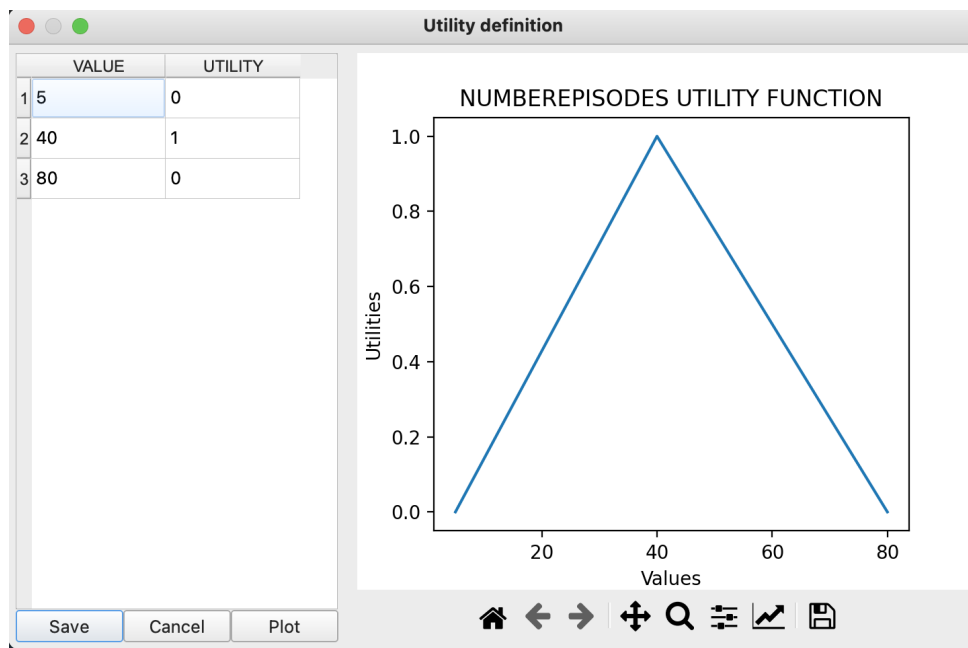 Utility definition
VALUE UTILITY
1 5 0
2 40 1
3 80 0
NUMBEREPISODES UTILITY FUNCTION
1.0
0.8
0.6
0.4
0.2
0.0
Utilities
20 40 60 80
Values
Save Cancel Plot